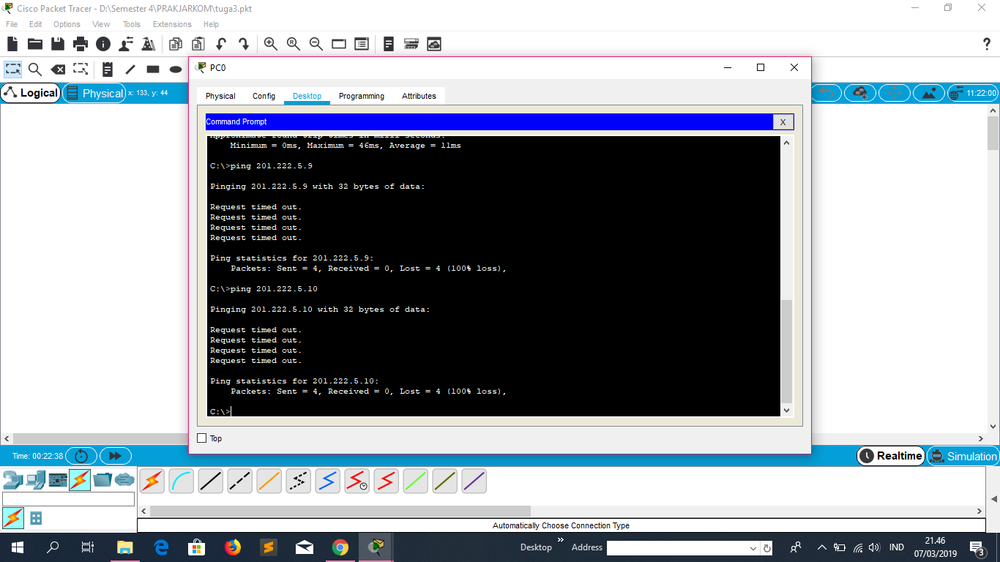 Cisco Packet Tracer - D:\Semester 4\PRAKJARKOM\tuga3.pkt
File Edit Options View Tools Extensions Help
?
PC0
Logical
Physical
x: 133, y: 44
11:22:00
Physical Config Desktop Programming Attributes
Command Prompt
X
Approximate round trip times in milli-seconds:
Minimum = 0ms, Maximum = 46ms, Average = 11ms
C:\>ping 201.222.5.9
Pinging 201.222.5.9 with 32 bytes of data:
Request timed out.
Request timed out.
Request timed out.
Request timed out.
Ping statistics for 201.222.5.9:
Packets: Sent = 4, Received = 0, Lost = 4 (100% loss),
C:\>ping 201.222.5.10
Pinging 201.222.5.10 with 32 bytes of data:
Request timed out.
Request timed out.
Request timed out.
Request timed out.
Ping statistics for 201.222.5.10:
Packets: Sent = 4, Received = 0, Lost = 4 (100% loss),
C:\>
Top
Time: 00:22:38
Realtime
Simulation
Automatically Choose Connection Type
Desktop
Address
IND
21.46
07/03/2019
3